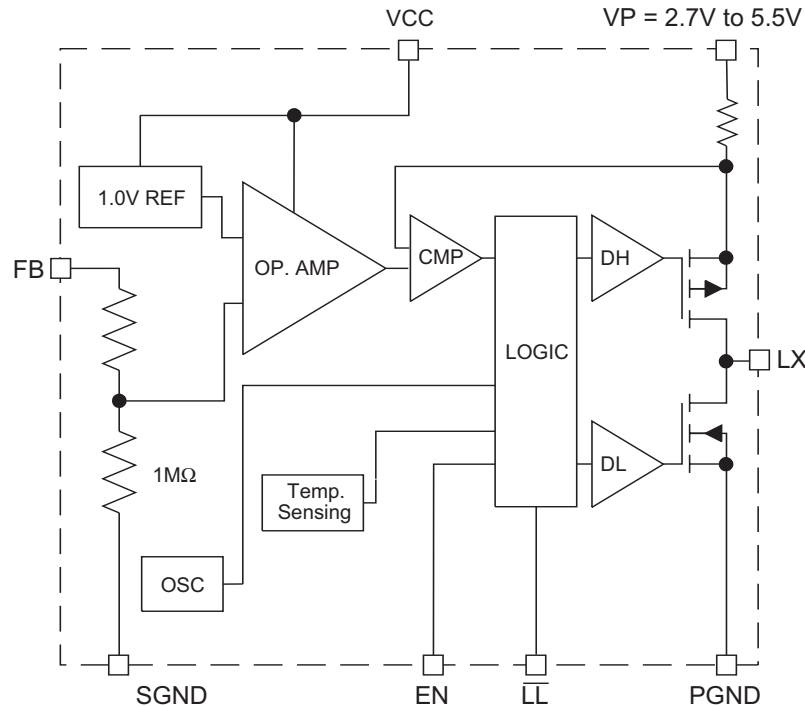 VCC
VP = 2.7V to 5.5V
1.0V REF
FB
OP. AMP
CMP
DH
LOGIC
LX
1MΩ
Temp.
Sensing
DL
OSC
SGND
EN
L̅L̅
PGND